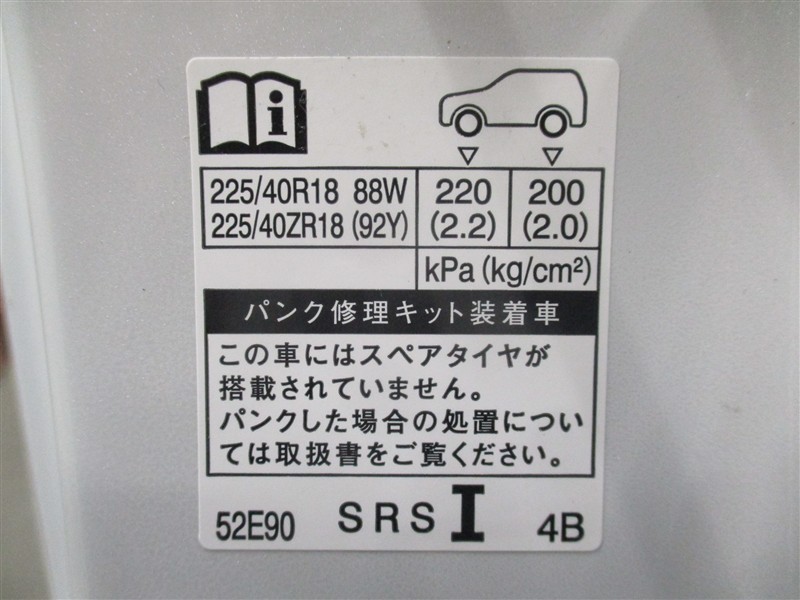 i
225/40R18 88W 220 200
225/40ZR18 (92Y) (2.2) (2.0)
kPa (kg/cm²)
パンク修理キット装着車
この車にはスペアタイヤが
搭載されていません。
パンクした場合の処置につい
ては取扱書をご覧ください。
52E90 SRS I 4B